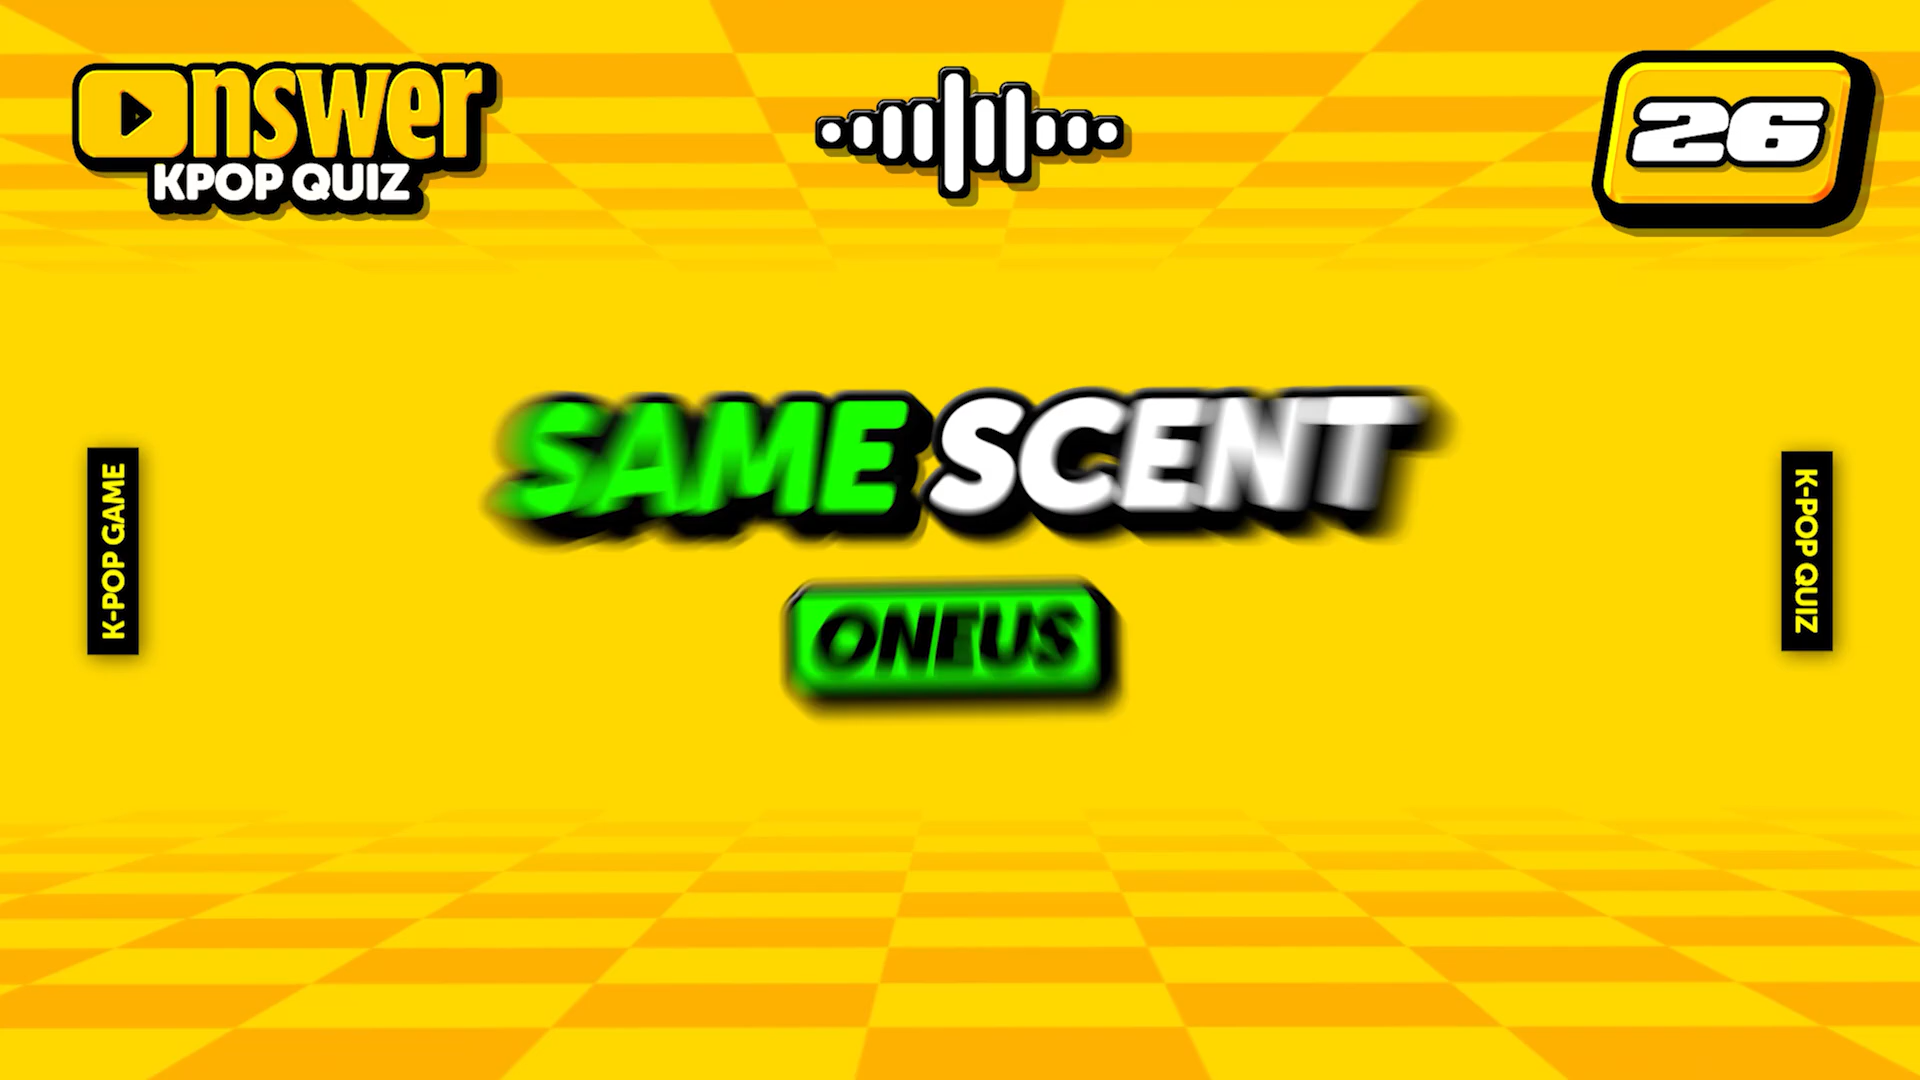 nswer
KPOP QUIZ
26
SAME SCENT
ONEUS
K-POP GAME
K-POP QUIZ